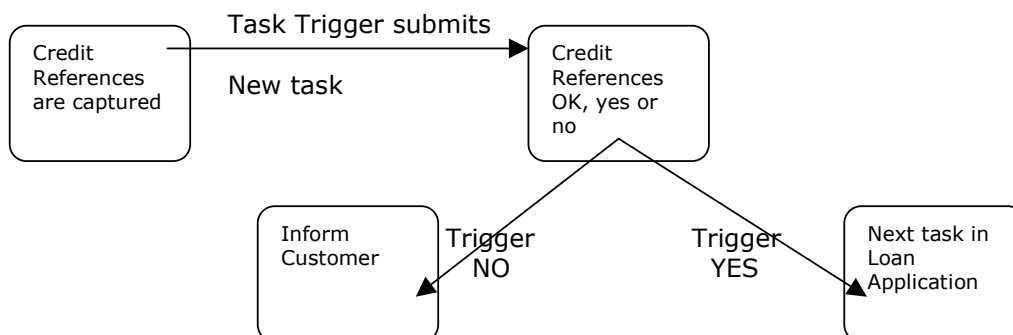 Task Trigger submits
New task
Credit
References
are captured
Credit
References
OK, yes or
no
Inform
Customer
Trigger
NO
Trigger
YES
Next task in
Loan
Application